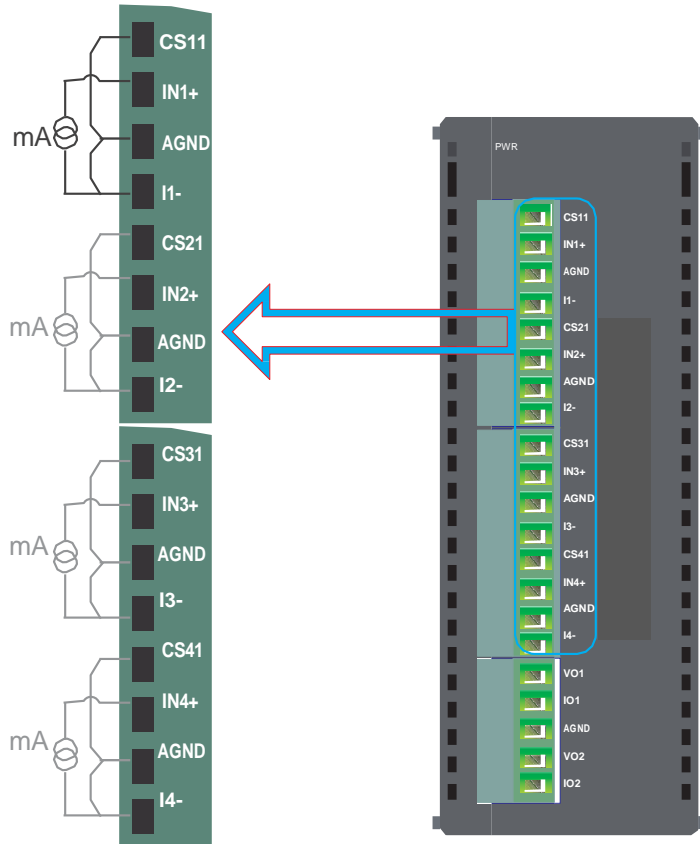 CS11
IN1+
mA
AGND
I1-
CS21
IN2+
mA
AGND
I2-
CS31
IN3+
mA
AGND
I3-
CS41
IN4+
mA
AGND
I4-
PWR
CS11
IN1+
AGND
I1-
CS21
IN2+
AGND
I2-
CS31
IN3+
AGND
I3-
CS41
IN4+
AGND
I4-
VO1
IO1
AGND
VO2
IO2